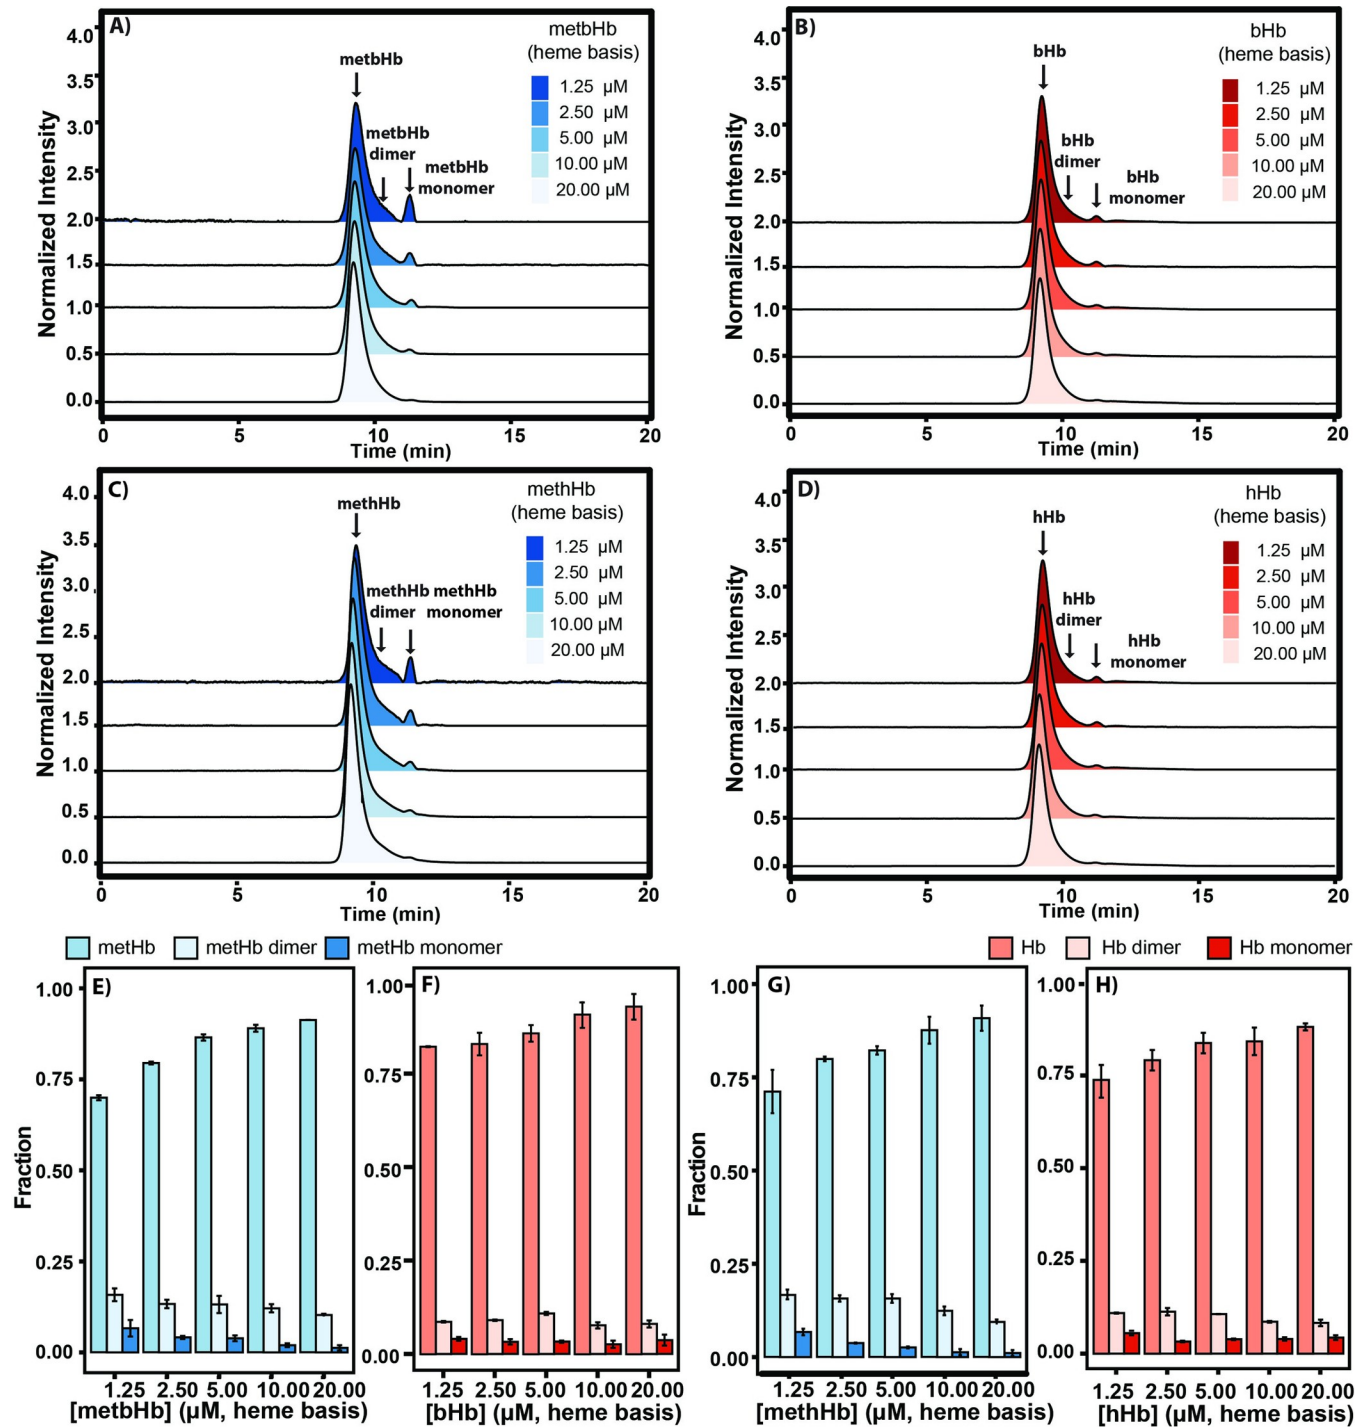 A)
metbHb
(heme basis)
1.25 µM
2.50 µM
5.00 µM
10.00 µM
20.00 µM
metbHb
metbHb
dimer
metbHb
monomer
Normalized Intensity
4.0
3.5
3.0
2.5
2.0
1.5
1.0
0.5
0.0
0 5 10 15 20
Time (min)
B)
bHb
(heme basis)
1.25 µM
2.50 µM
5.00 µM
10.00 µM
20.00 µM
bHb
bHb
dimer
bHb
monomer
Normalized Intensity
4.0
3.5
3.0
2.5
2.0
1.5
1.0
0.5
0.0
0 5 10 15 20
Time (min)
C)
methHb
(heme basis)
1.25 µM
2.50 µM
5.00 µM
10.00 µM
20.00 µM
methHb
methHb
dimer
methHb
monomer
Normalized Intensity
4.0
3.5
3.0
2.5
2.0
1.5
1.0
0.5
0.0
0 5 10 15 20
Time (min)
D)
hHb
(heme basis)
1.25 µM
2.50 µM
5.00 µM
10.00 µM
20.00 µM
hHb
hHb
dimer
hHb
monomer
Normalized Intensity
4.0
3.5
3.0
2.5
2.0
1.5
1.0
0.5
0.0
0 5 10 15 20
Time (min)
metHb metHb dimer metHb monomer
Hb Hb dimer Hb monomer
E)
Fraction
1.00
0.75
0.50
0.25
0.00
1.25 2.50 5.00 10.00 20.00
[metbHb] (µM, heme basis)
F)
1.00
0.75
0.50
0.25
0.00
1.25 2.50 5.00 10.00 20.00
[bHb] (µM, heme basis)
G)
Fraction
1.00
0.75
0.50
0.25
0.00
1.25 2.50 5.00 10.00 20.00
[methHb] (µM, heme basis)
H)
1.00
0.75
0.50
0.25
0.00
1.25 2.50 5.00 10.00 20.00
[hHb] (µM, heme basis)